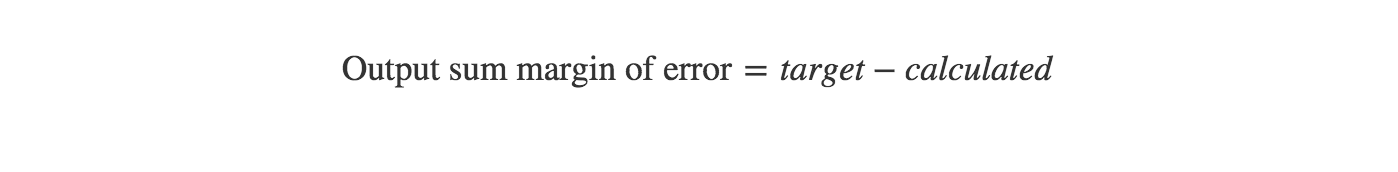 Output sum margin of error = target − calculated